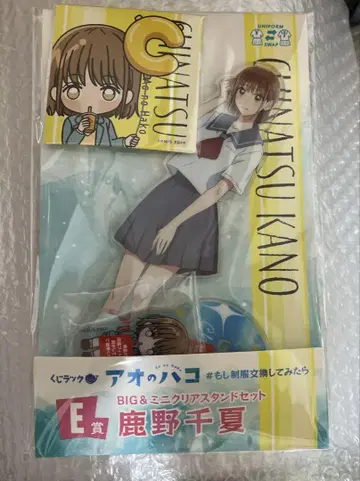 CHINATSU
Ao no Hako
UNIFORM
SWAP
CHINATSU KANO
くじラック
アオのハコ
#もし制服交換してみたら
E賞
BIG&ミニクリアスタンドセット
鹿野千夏